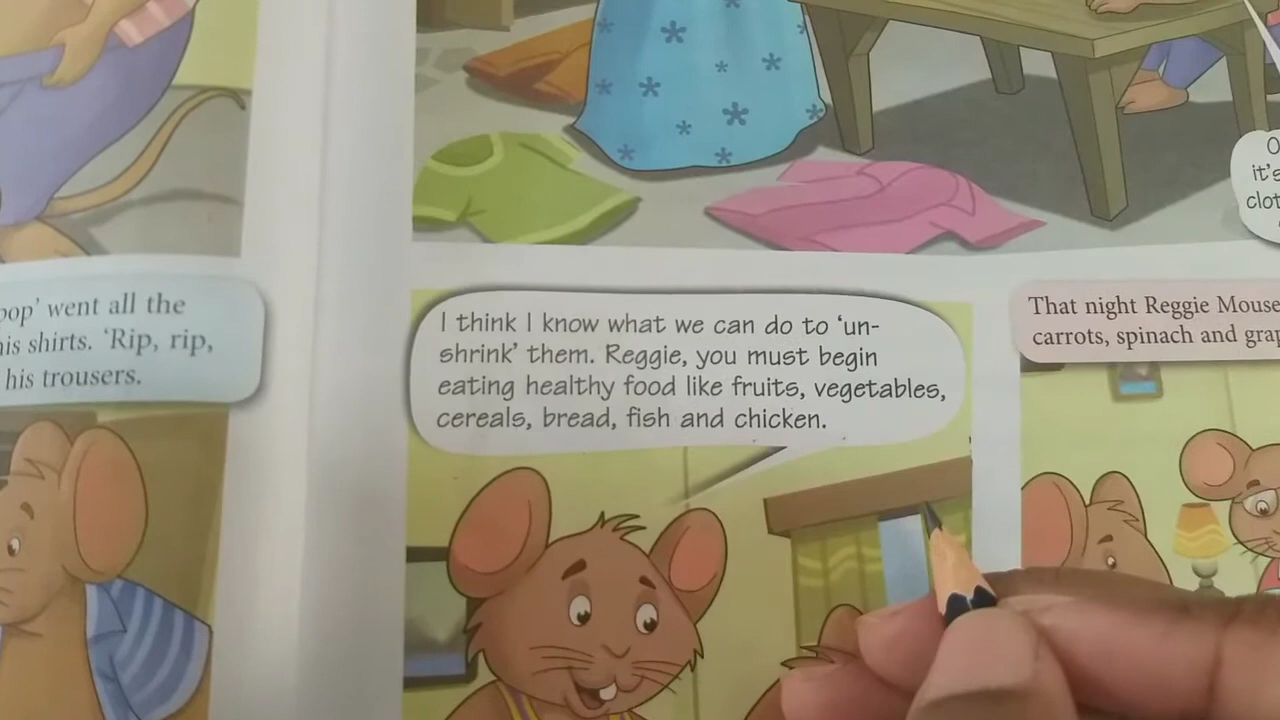 pop' went all the
his shirts. 'Rip, rip,
his trousers.
I think I know what we can do to 'un-
shrink' them. Reggie, you must begin
eating healthy food like fruits, vegetables,
cereals, bread, fish and chicken.
it's
That night Reggie Mouse
carrots, spinach and